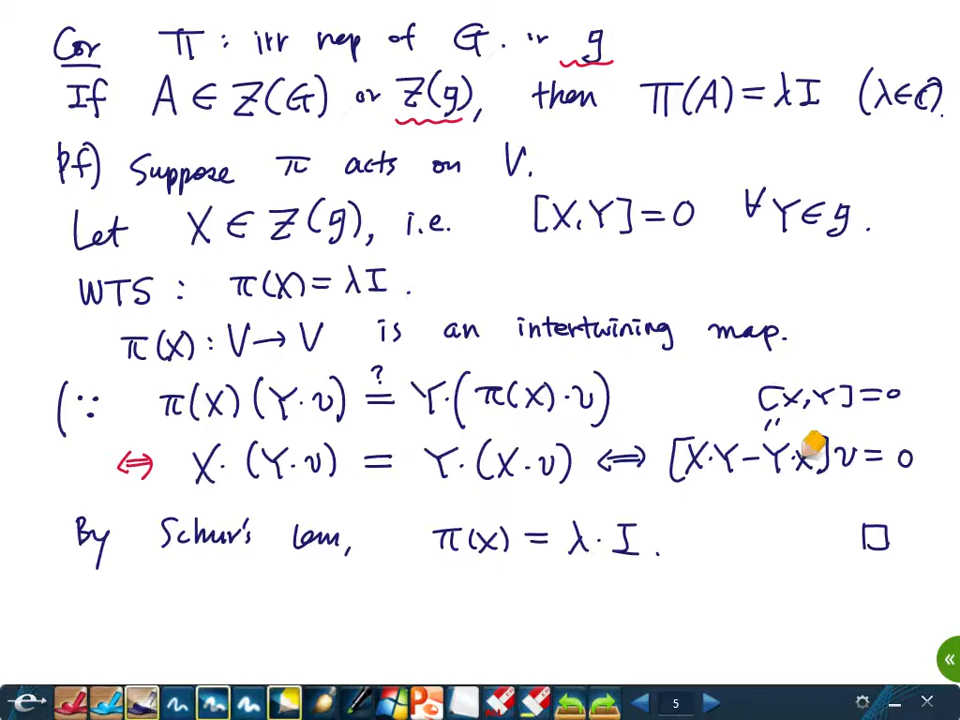 Cor π : irr rep of G. or g
If A ∈ Z(G) or Z(g), then π(A) = λI (λ∈ℂ).
pf) Suppose π acts on V.
Let X ∈ Z(g), i.e. [X,Y] = 0 ∀Y∈g.
WTS : π(X) = λI.
π(X) : V → V is an intertwining map.
(∵ π(X)(Y·v) ?= Y·(π(X)·v) [X,Y]=0
⇔ X·(Y·v) = Y·(X·v) ⇔ [X·Y−Y·X]v = 0
By Schur's lem, π(X) = λ·I. □
5